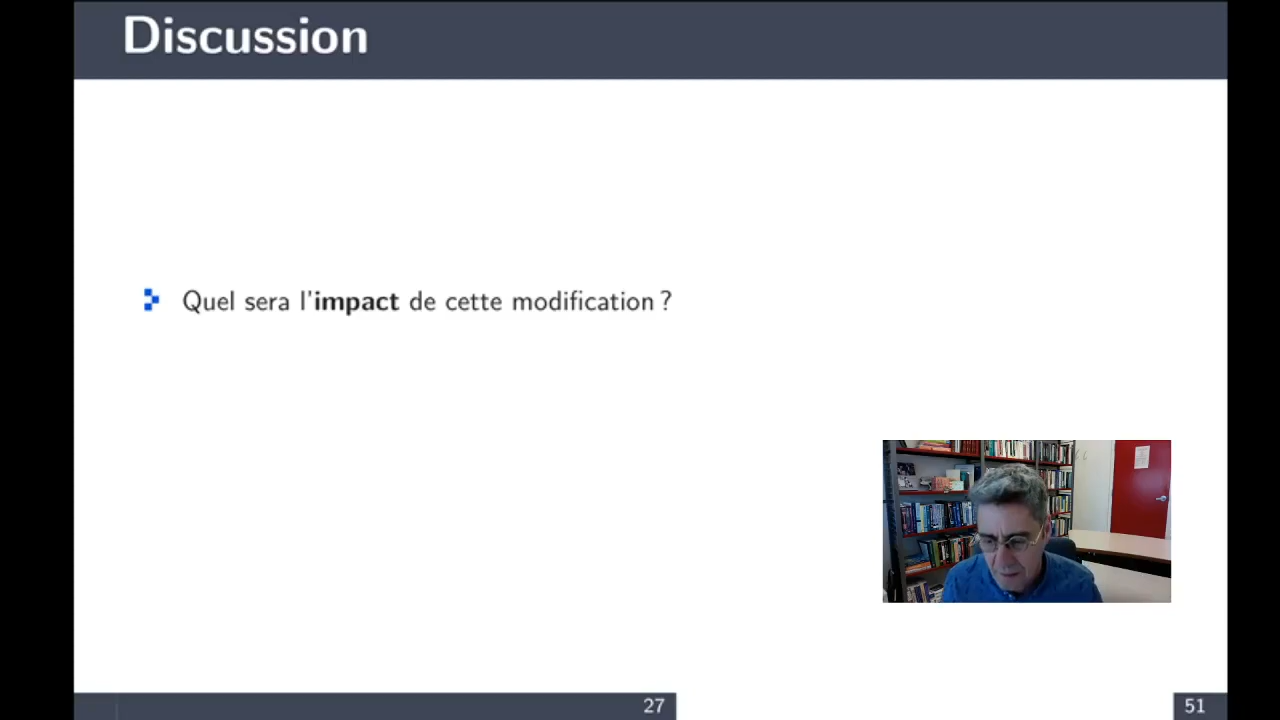 Discussion
Quel sera l'impact de cette modification ?
27
51